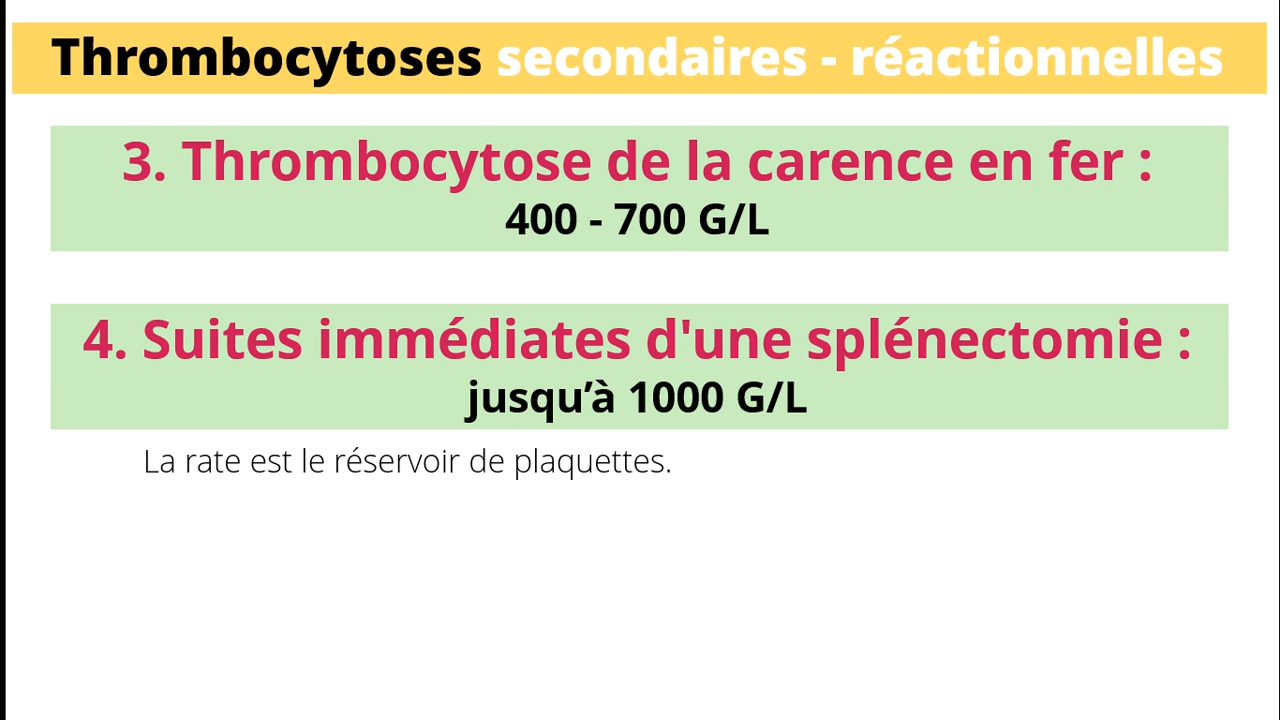 Thrombocytoses secondaires - réactionnelles
3. Thrombocytose de la carence en fer :
400 - 700 G/L
4. Suites immédiates d'une splénectomie :
jusqu’à 1000 G/L
La rate est le réservoir de plaquettes.